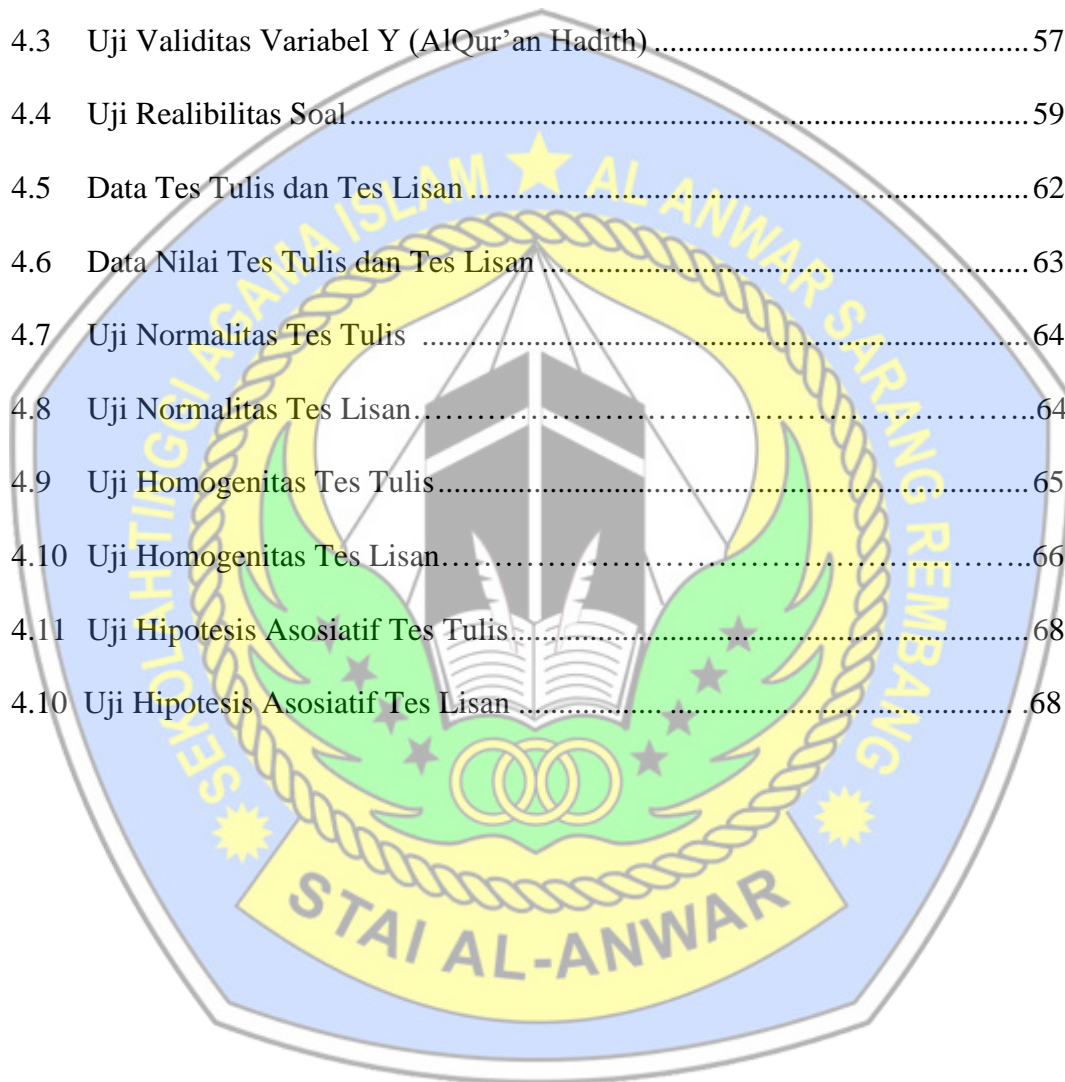 4.3 Uji Validitas Variabel Y (AlQur’an Hadith) ................................................ 57
4.4 Uji Realibilitas Soal ................................................ 59
4.5 Data Tes Tulis dan Tes Lisan ................................................ 62
4.6 Data Nilai Tes Tulis dan Tes Lisan ................................................ 63
4.7 Uji Normalitas Tes Tulis ................................................ 64
4.8 Uji Normalitas Tes Lisan ................................................ 64
4.9 Uji Homogenitas Tes Tulis ................................................ 65
4.10 Uji Homogenitas Tes Lisan ................................................ 66
4.11 Uji Hipotesis Asosiatif Tes Tulis ................................................ 68
4.10 Uji Hipotesis Asosiatif Tes Lisan ................................................ 68
SEKOLAH TINGGI AGAMA ISLAM AL ANWAR SARANG REMBANG
STAI AL-ANWAR